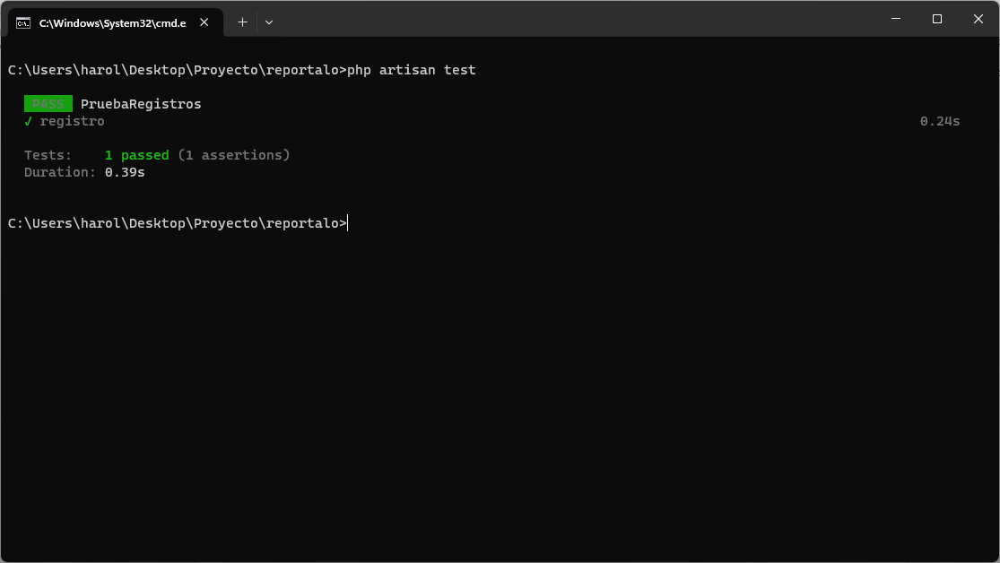 C:\Windows\System32\cmd.e
C:\Users\harol\Desktop\Proyecto\reportalo>php artisan test
PASS PruebaRegistros
✓ registro 0.24s
Tests: 1 passed (1 assertions)
Duration: 0.39s
C:\Users\harol\Desktop\Proyecto\reportalo>